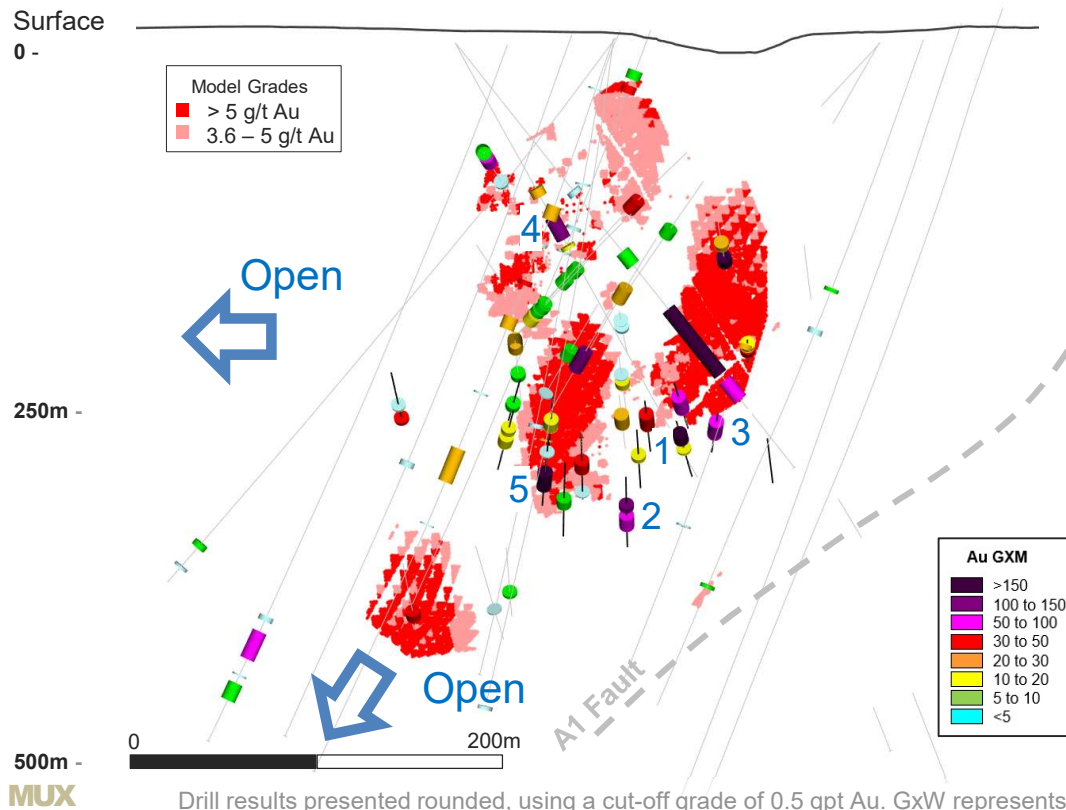 Surface
0 -
Model Grades
> 5 g/t Au
3.6 – 5 g/t Au
4
Open
250m -
1
3
5
2
Au GXM
>150
100 to 150
50 to 100
30 to 50
20 to 30
10 to 20
5 to 10
<5
Open
A1 Fault
0 200m
500m -
MUX
Drill results presented rounded, using a cut-off grade of 0.5 gpt Au. GxW represents